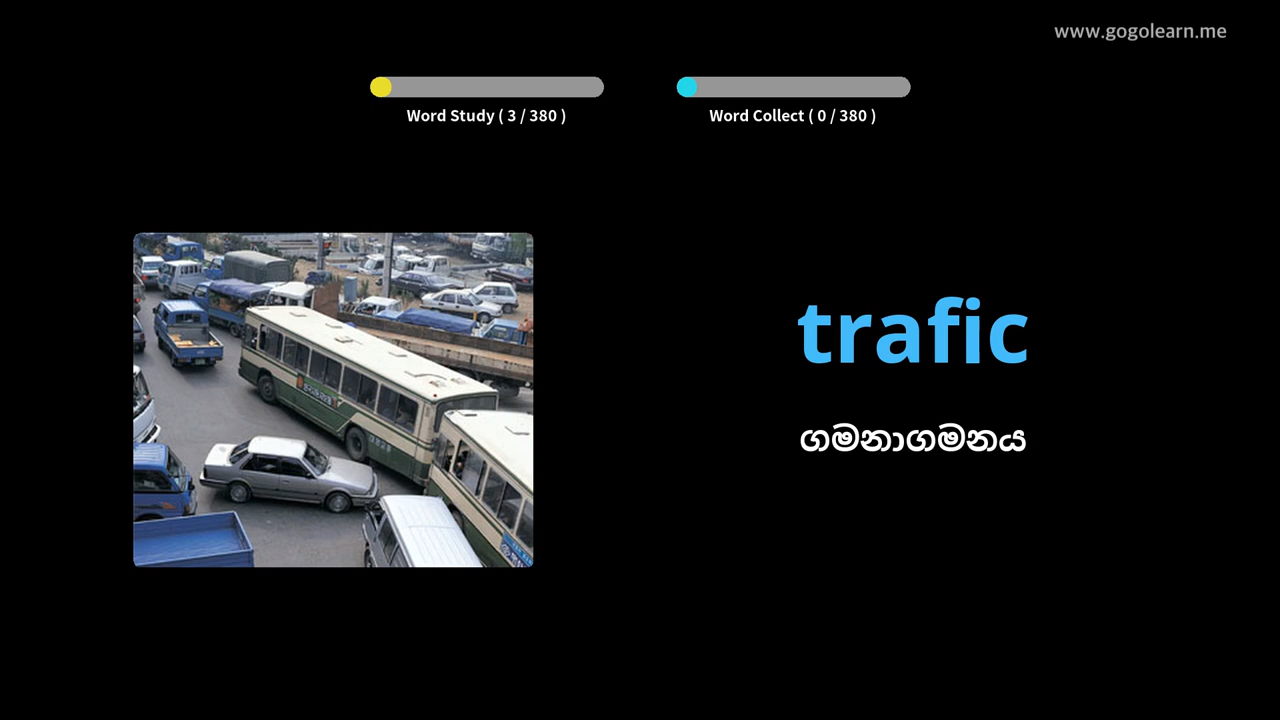 www.gogolearn.me
Word Study ( 3 / 380 )
Word Collect ( 0 / 380 )
trafic
ගමනාගමනය